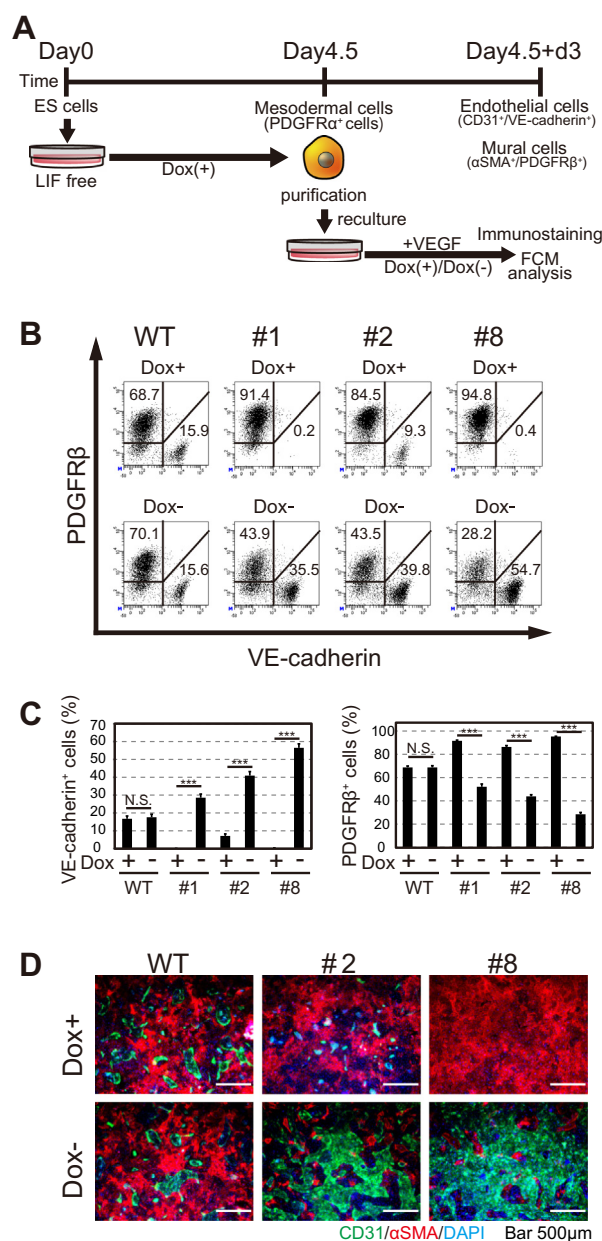 A
Day0 Day4.5 Day4.5+d3
Time
ES cells
LIF free
Dox(+)
Mesodermal cells
(PDGFRα+ cells)
purification
reculture
Endothelial cells
(CD31+/VE-cadherin+)
Mural cells
(αSMA+/PDGFRβ+)
+VEGF
Dox(+)/Dox(-)
Immunostaining
FCM
analysis
B
WT #1 #2 #8
Dox+ Dox+ Dox+ Dox+
68.7 91.4 84.5 94.8
15.9 0.2 9.3 0.4
Dox- Dox- Dox- Dox-
70.1 43.9 43.5 28.2
15.6 35.5 39.8 54.7
PDGFRβ
VE-cadherin
C
VE-cadherin+ cells (%)
70
60
50
40
30
20
10
0
N.S. *** *** ***
Dox + - + - + - + -
WT #1 #2 #8
PDGFRβ+ cells (%)
100
80
60
40
20
0
N.S. *** *** ***
+ - + - + - + -
WT #1 #2 #8
D
WT #2 #8
Dox+
Dox-
CD31/αSMA/DAPI Bar 500μm